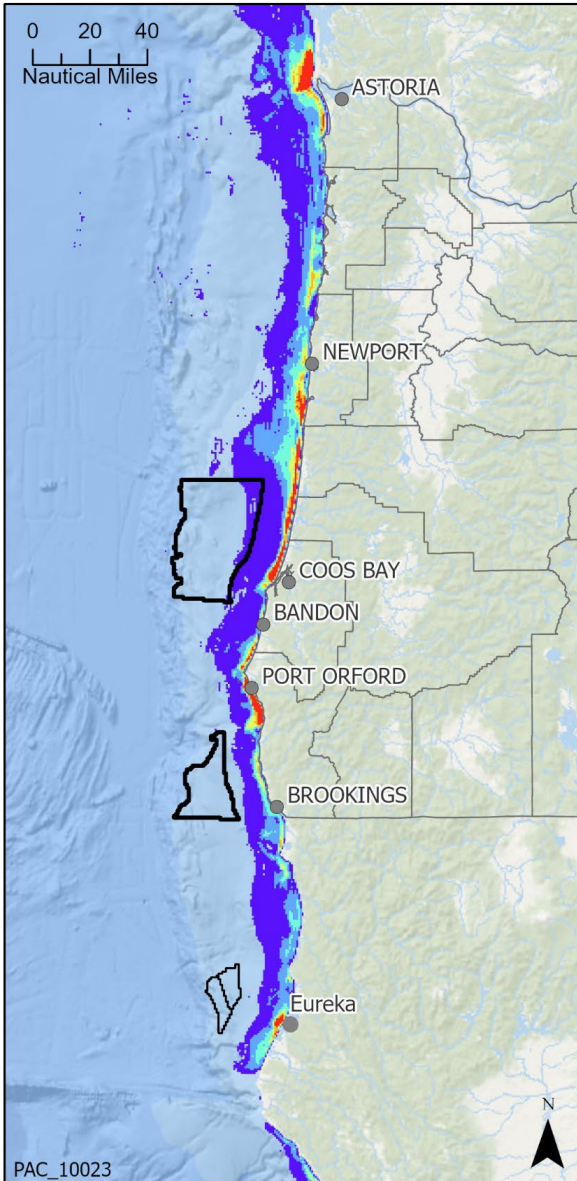 0 20 40
Nautical Miles
ASTORIA
NEWPORT
COOS BAY
BANDON
PORT ORFORD
BROOKINGS
Eureka
N
PAC_10023